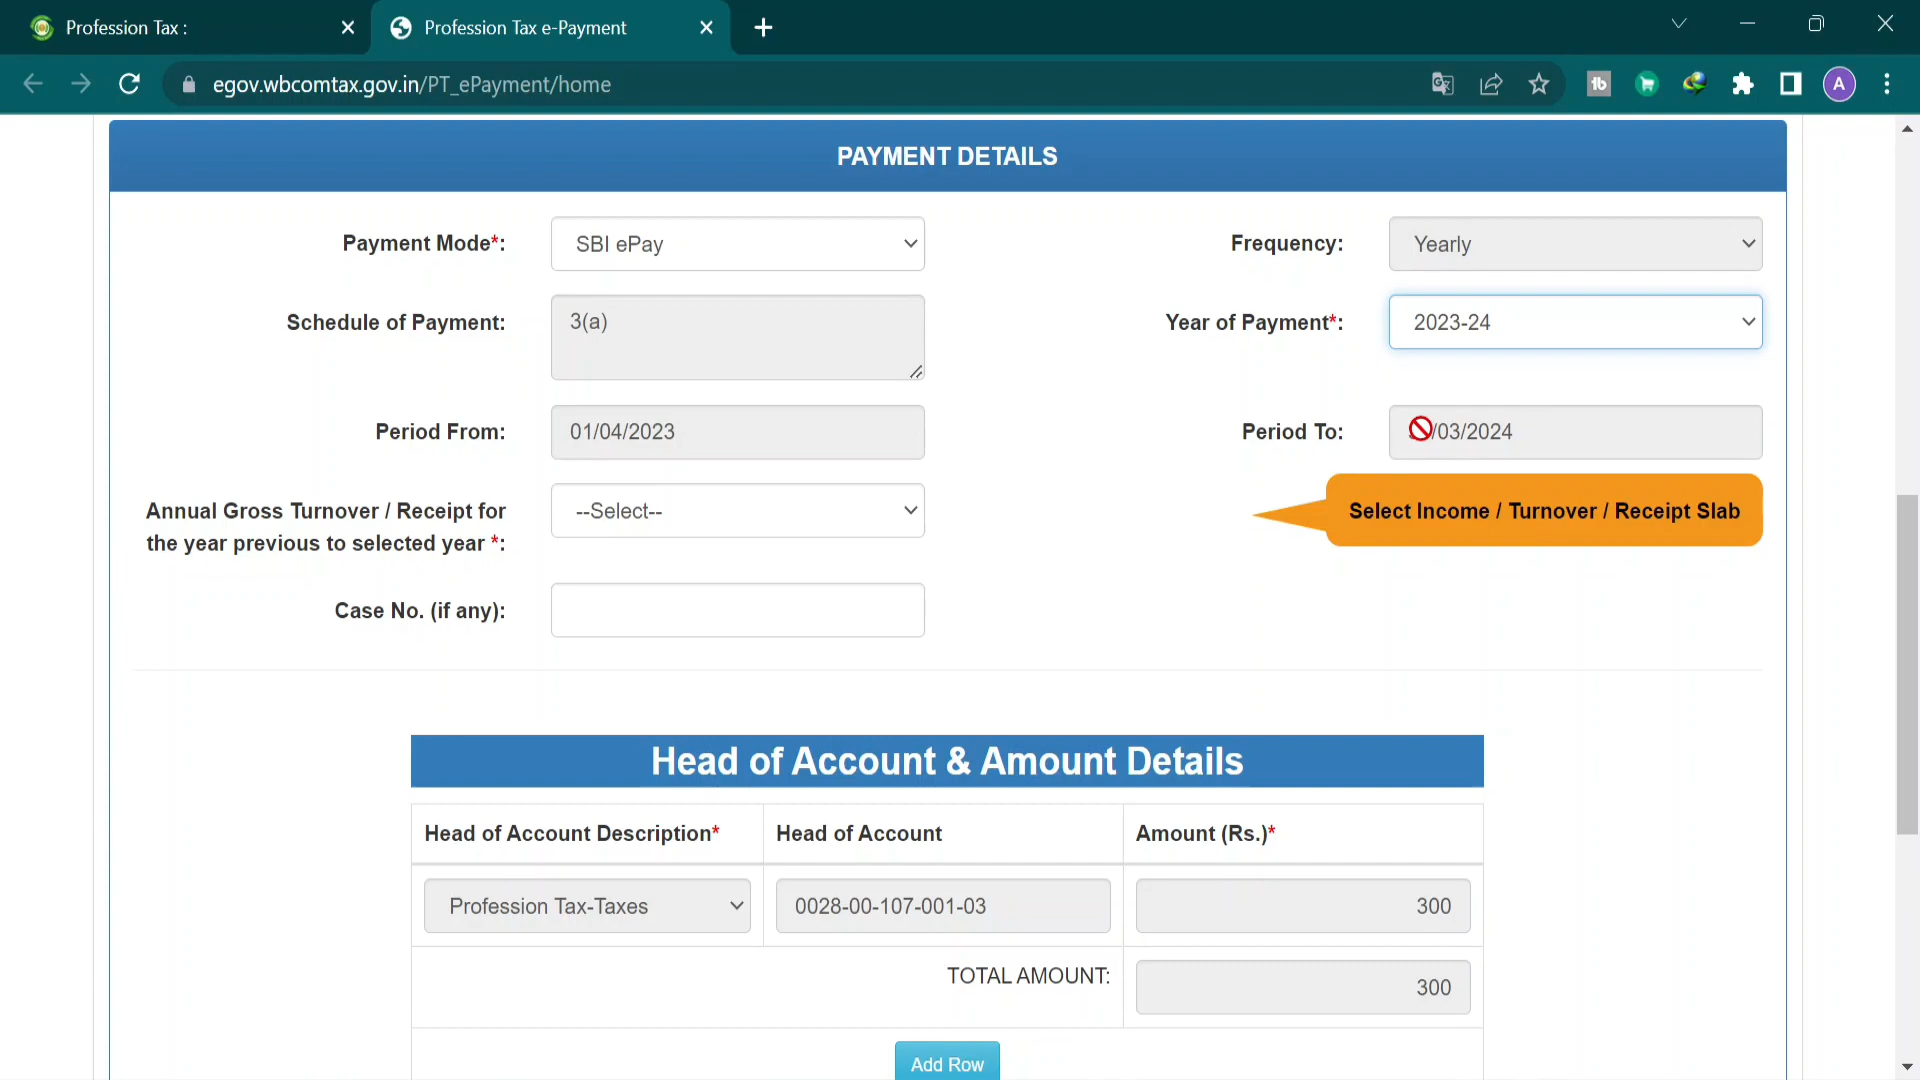 Profession Tax :
Profession Tax e-Payment
egov.wbcomtax.gov.in/PT_ePayment/home
A
PAYMENT DETAILS
Payment Mode*: SBI ePay Frequency: Yearly
Schedule of Payment: 3(a) Year of Payment*: 2023-24
Period From: 01/04/2023 Period To: /03/2024
Annual Gross Turnover / Receipt for
the year previous to selected year *:
--Select--
Select Income / Turnover / Receipt Slab
Case No. (if any):
Head of Account & Amount Details
Head of Account Description* Head of Account Amount (Rs.)*
Profession Tax-Taxes 0028-00-107-001-03 300
TOTAL AMOUNT: 300
Add Row